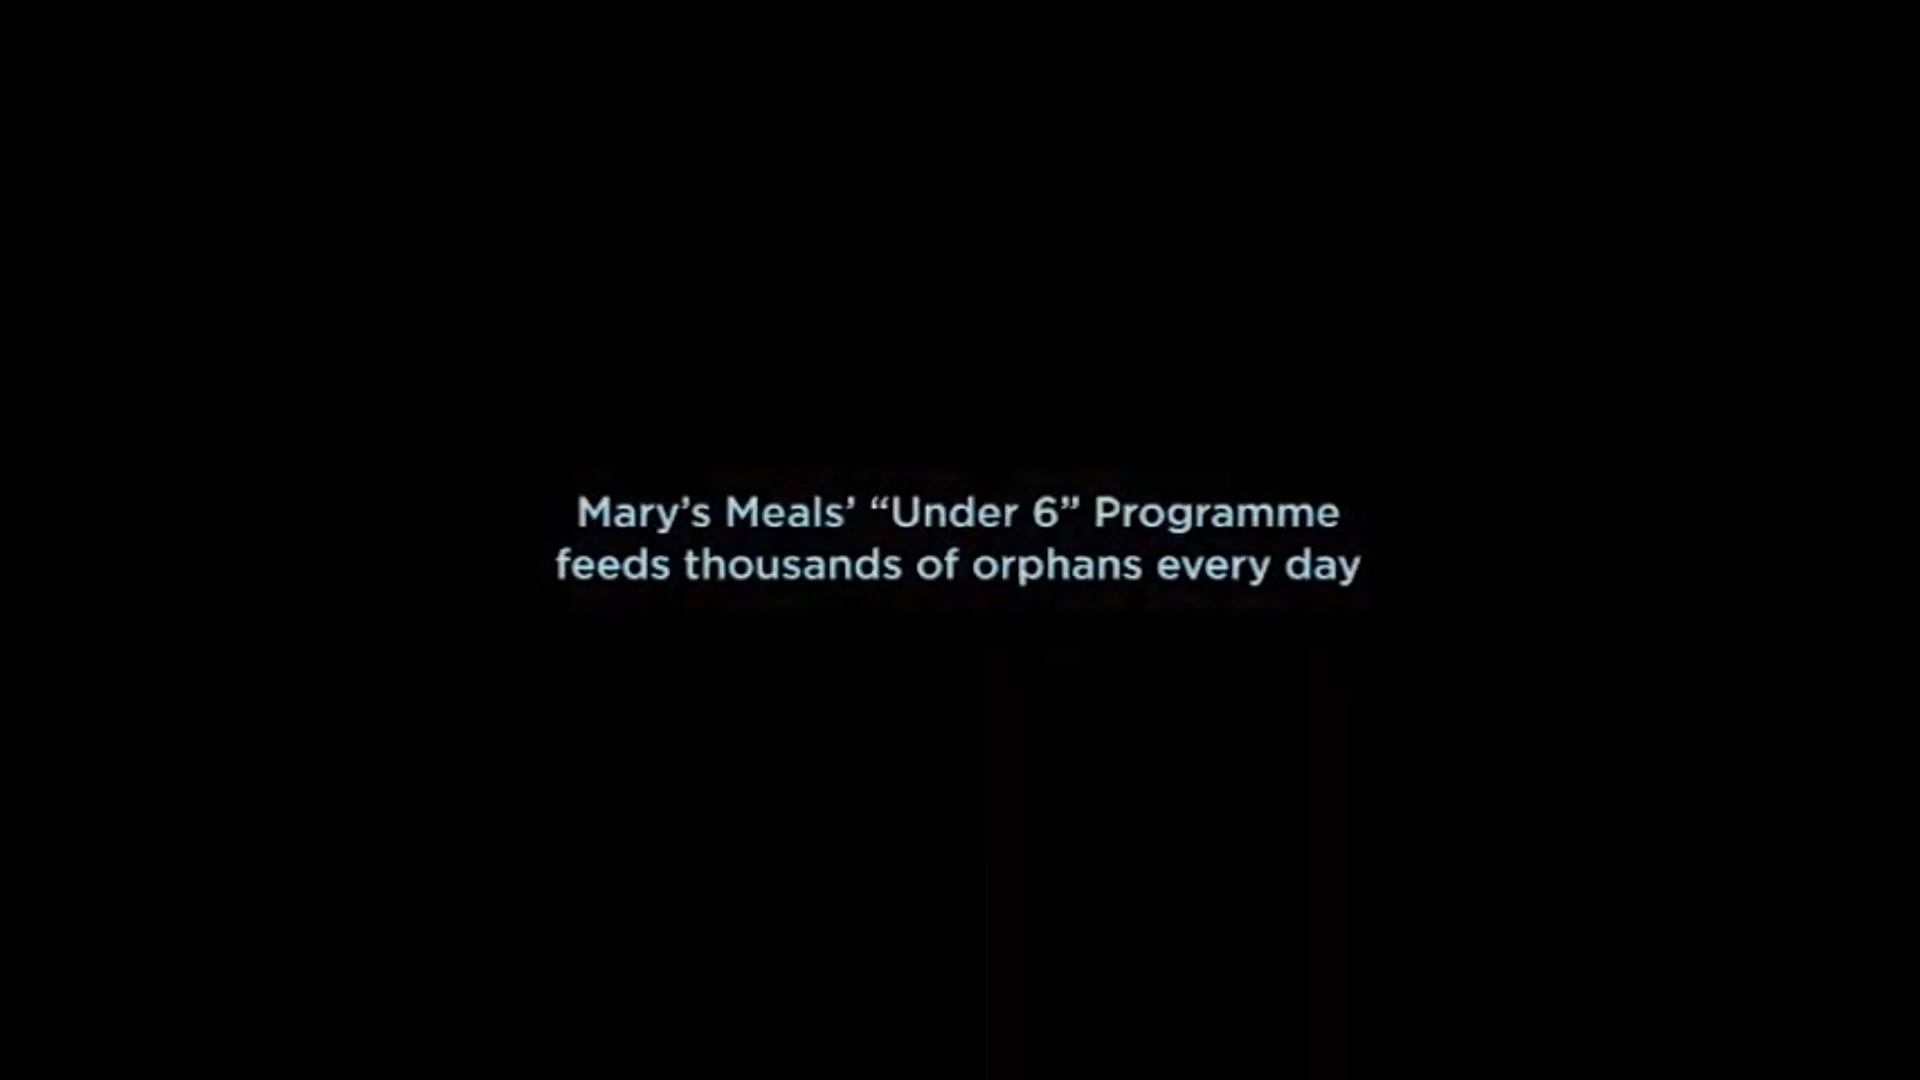 Mary’s Meals’ “Under 6” Programme
feeds thousands of orphans every day